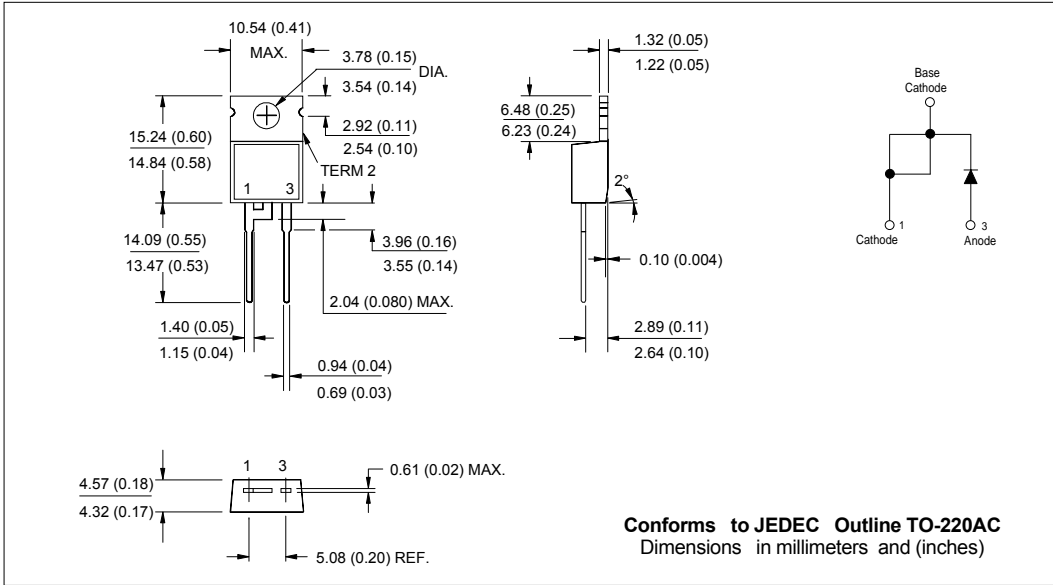 10.54 (0.41)
MAX.
3.78 (0.15)
3.54 (0.14)
DIA.
2.92 (0.11)
2.54 (0.10)
TERM 2
15.24 (0.60)
14.84 (0.58)
1 3
14.09 (0.55)
13.47 (0.53)
3.96 (0.16)
3.55 (0.14)
2.04 (0.080) MAX.
1.40 (0.05)
1.15 (0.04)
0.94 (0.04)
0.69 (0.03)
1.32 (0.05)
1.22 (0.05)
6.48 (0.25)
6.23 (0.24)
2°
0.10 (0.004)
2.89 (0.11)
2.64 (0.10)
Base
Cathode
1
Cathode
3
Anode
1 3
4.57 (0.18)
4.32 (0.17)
0.61 (0.02) MAX.
5.08 (0.20) REF.
Conforms to JEDEC Outline TO-220AC
Dimensions in millimeters and (inches)